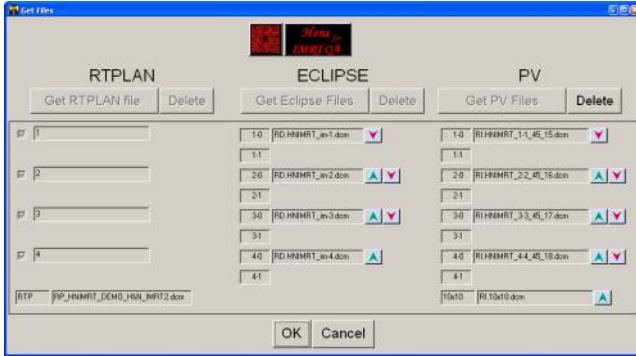 Get Files
Hera for
IMRT QA
RTPLAN ECLIPSE PV
Get RTPLAN file Delete Get Eclipse Files Delete Get PV Files Delete
1 1-0 RD.HNIMRT_im-1.dcm 1-0 RI.HNIMRT_1-1_45_15.dcm
1-1 1-1
2 2-0 RD.HNIMRT_im-2.dcm 2-0 RI.HNIMRT_2-2_45_16.dcm
2-1 2-1
3 3-0 RD.HNIMRT_im-3.dcm 3-0 RI.HNIMRT_3-3_45_17.dcm
3-1 3-1
4 4-0 RD.HNIMRT_im-4.dcm 4-0 RI.HNIMRT_4-4_45_18.dcm
4-1 4-1
RTP RP_HNIMRT_DEMO_H&N_IMRT2.dcm 10x10 RI.10x10.dcm
OK Cancel